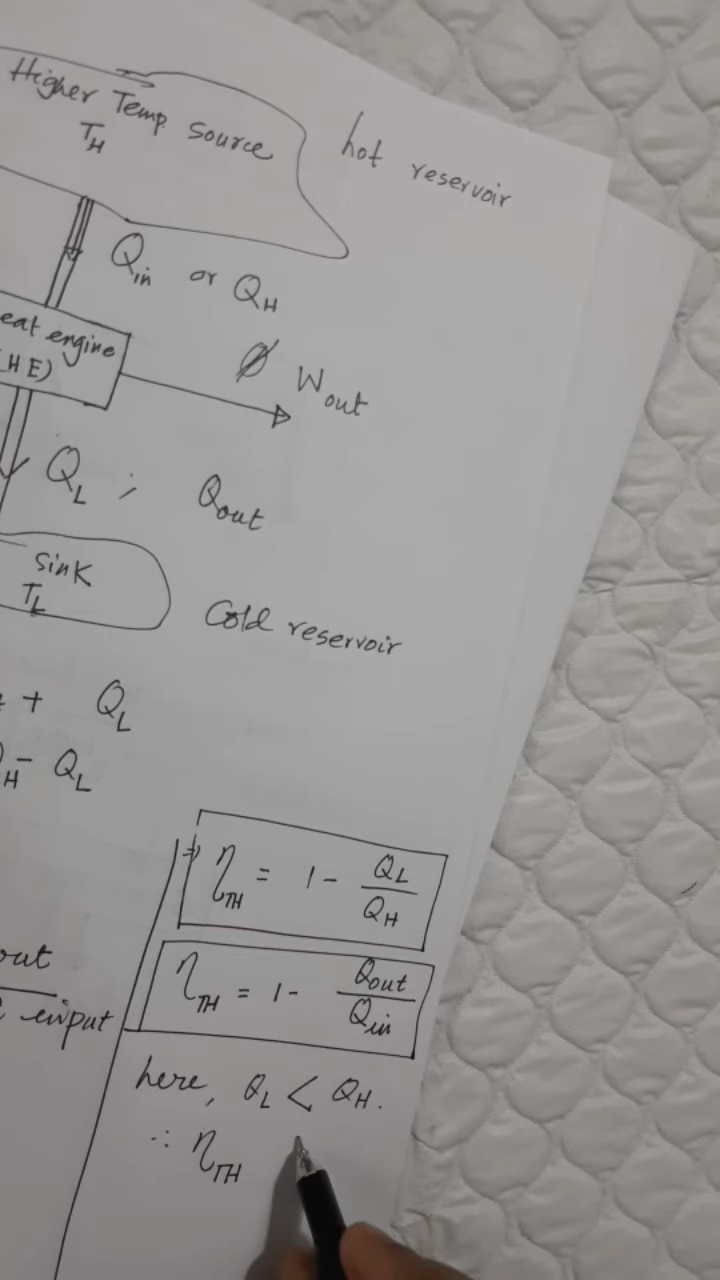 Higher Temp. Source
T_H
hot reservoir
Q_in or Q_H
eat engine
HE)
W_out
Q_L ; Q_out
Sink
T_L
Cold reservoir
+ Q_L
H - Q_L
⇒ η_TH = 1 - Q_L / Q_H
η_TH = 1 - Q_out / Q_in
out
input
here, Q_L < Q_H.
∴ η_TH